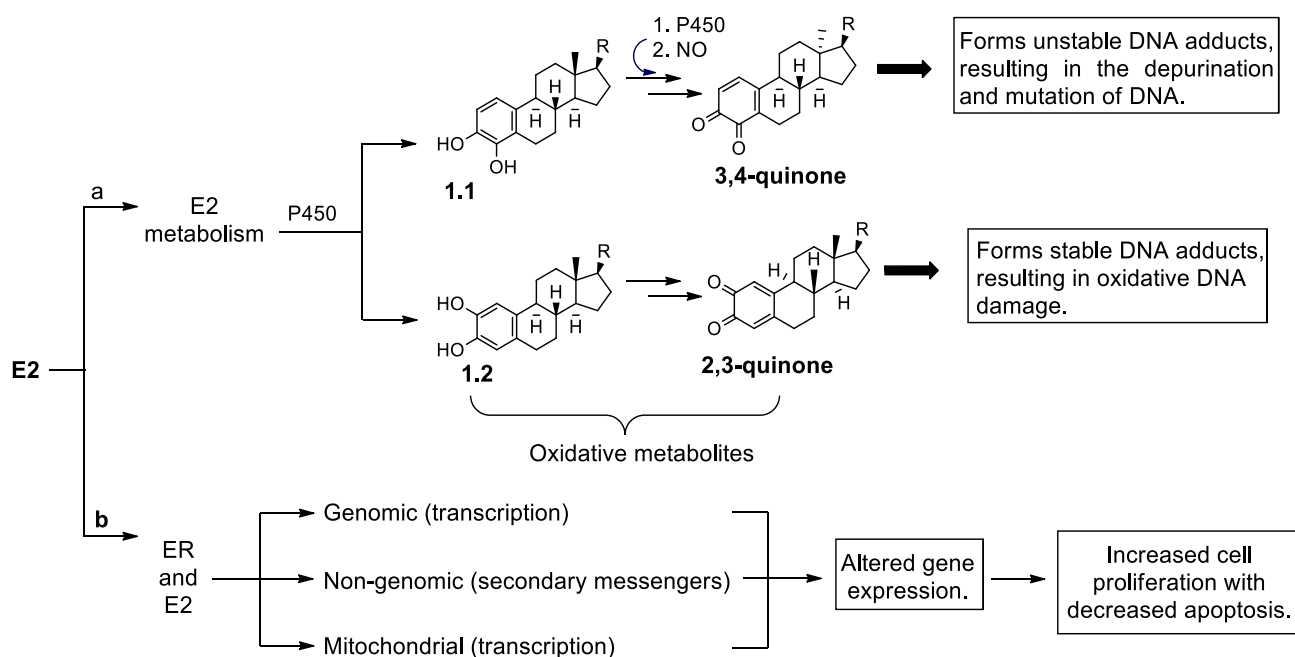 1. P450
2. NO
R
H
H
H
HO
OH
1.1
R
H
H
H
O
O
3,4-quinone
Forms unstable DNA adducts,
resulting in the depurination
and mutation of DNA.
a
E2
metabolism
P450
R
H
H
H
HO
HO
1.2
R
H
H
H
O
O
2,3-quinone
Forms stable DNA adducts,
resulting in oxidative DNA
damage.
E2
Oxidative metabolites
b
ER
and
E2
Genomic (transcription)
Non-genomic (secondary messengers)
Mitochondrial (transcription)
Altered gene
expression.
Increased cell
proliferation with
decreased apoptosis.